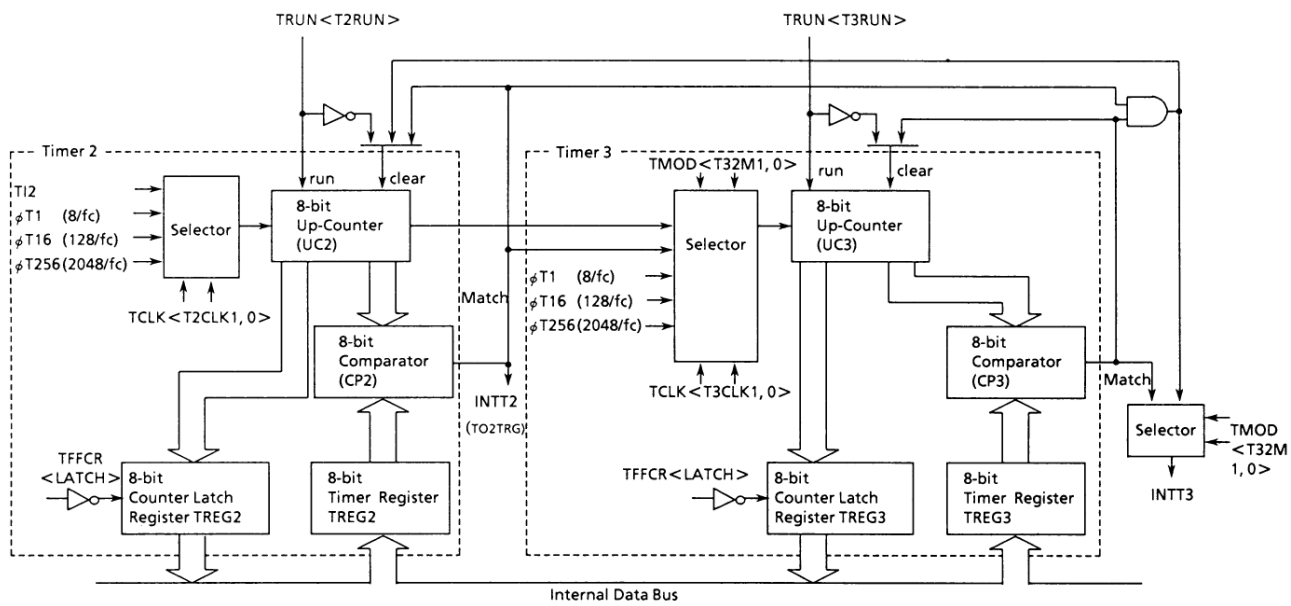 TRUN<T2RUN>
TRUN<T3RUN>
Timer 2
Timer 3
run
clear
TMOD<T32M1, 0>
run
clear
TI2
φT1 (8/fc)
φT16 (128/fc)
φT256 (2048/fc)
Selector
8-bit
Up-Counter
(UC2)
Selector
8-bit
Up-Counter
(UC3)
φT1 (8/fc)
φT16 (128/fc)
φT256 (2048/fc)
TCLK<T2CLK1, 0>
Match
8-bit
Comparator
(CP2)
8-bit
Comparator
(CP3)
Match
TCLK<T3CLK1, 0>
INTT2
(TO2TRG)
Selector
TMOD
<T32M
1, 0>
INTT3
TFFCR
<LATCH>
8-bit
Counter Latch
Register TREG2
8-bit
Timer Register
TREG2
TFFCR<LATCH>
8-bit
Counter Latch
Register TREG3
8-bit
Timer Register
TREG3
Internal Data Bus